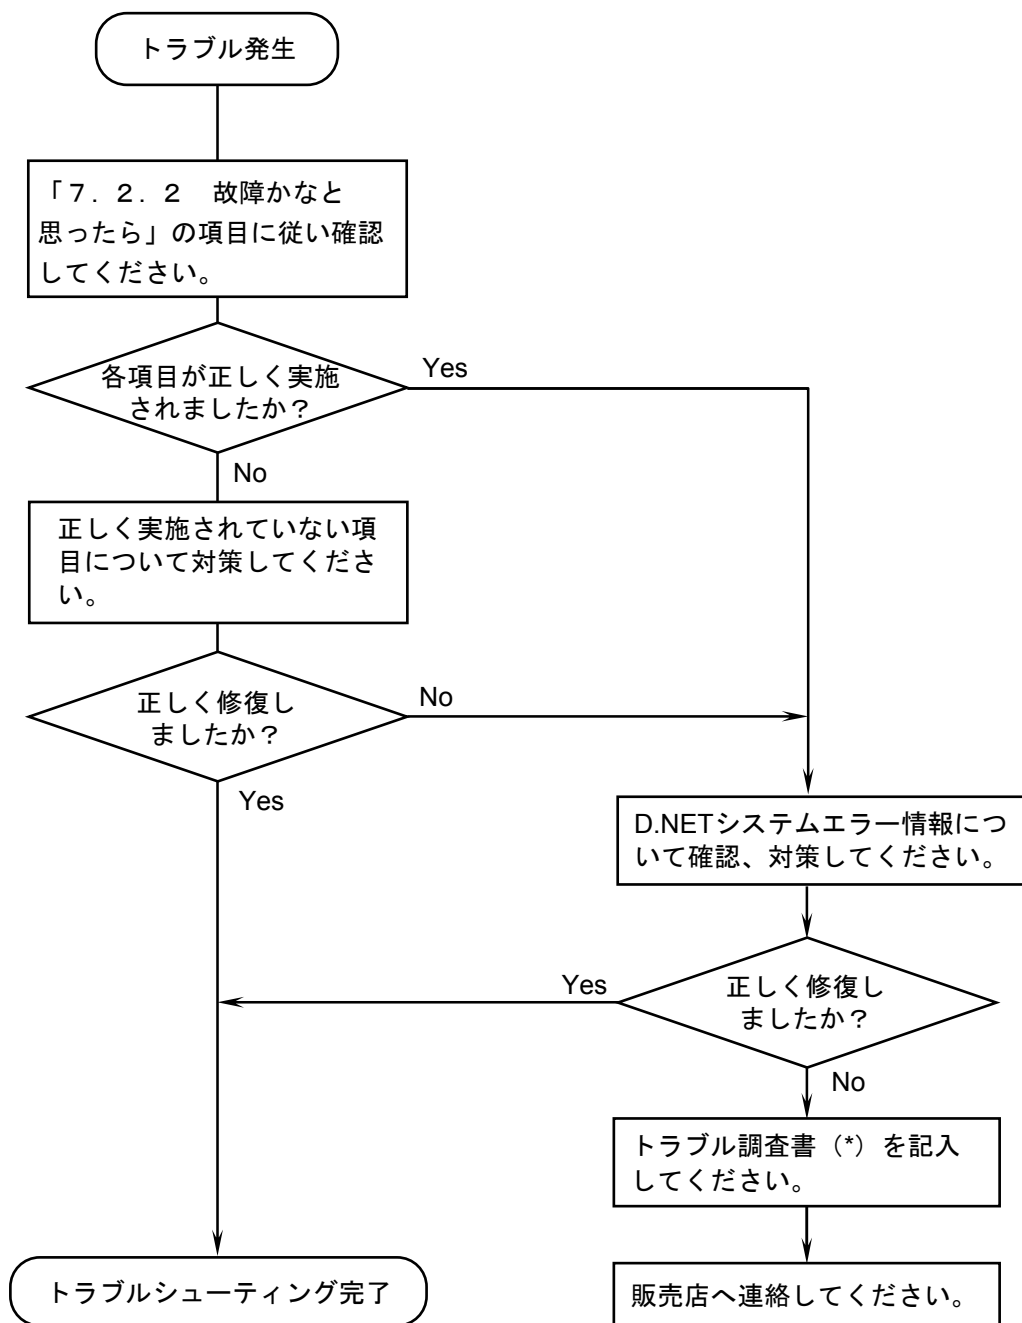 トラブル発生
「７．２．２　故障かなと
思ったら」の項目に従い確認
してください。
各項目が正しく実施
されましたか？
Yes
No
正しく実施されていない項
目について対策してくださ
い。
正しく修復し
ましたか？
No
Yes
D.NETシステムエラー情報につ
いて確認、対策してください。
正しく修復し
ましたか？
Yes
No
トラブル調査書（*）を記入
してください。
トラブルシューティング完了
販売店へ連絡してください。